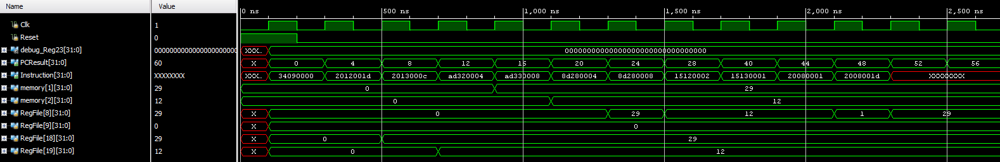 Name Value
0 ns 500 ns 1,000 ns 1,500 ns 2,000 ns 2,500 ns
Clk 1
Reset 0
debug_Reg23[31:0] 0000000000000000000000 XXX... 00000000000000000000000000000000
PCResult[31:0] 60 X 0 4 8 12 16 20 24 28 40 44 48 52 56
Instruction[31:0] XXXXXXXX XXX... 34090000 2012001d 2013000c ad320004 ad330008 8d280004 8d280008 15120002 15130001 20080001 2008001d XXXXXXXX
memory[1][31:0] 29 0 29
memory[2][31:0] 12 0 12
RegFile[8][31:0] 29 X 0 29 12 1 29
RegFile[9][31:0] 0 X 0
RegFile[18][31:0] 29 X 0 29
RegFile[19][31:0] 12 X 0 12